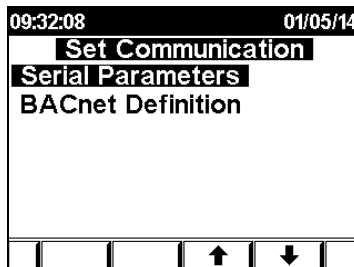 09:32:08 01/05/14
Set Communication
Serial Parameters
BACnet Definition